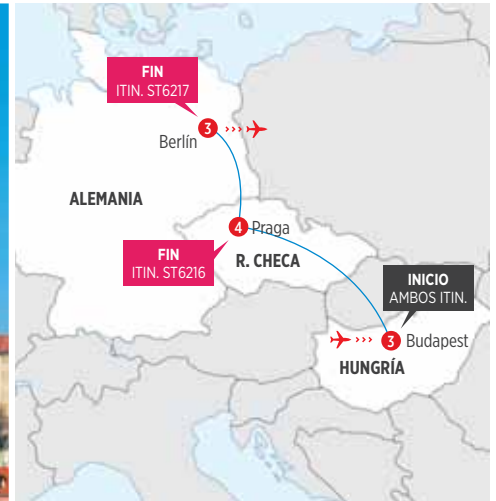 FIN
ITIN. ST6217
3
Berlín
ALEMANIA
4 Praga
FIN
ITIN. ST6216
R. CHECA
INICIO
AMBOS ITIN.
3 Budapest
HUNGRÍA